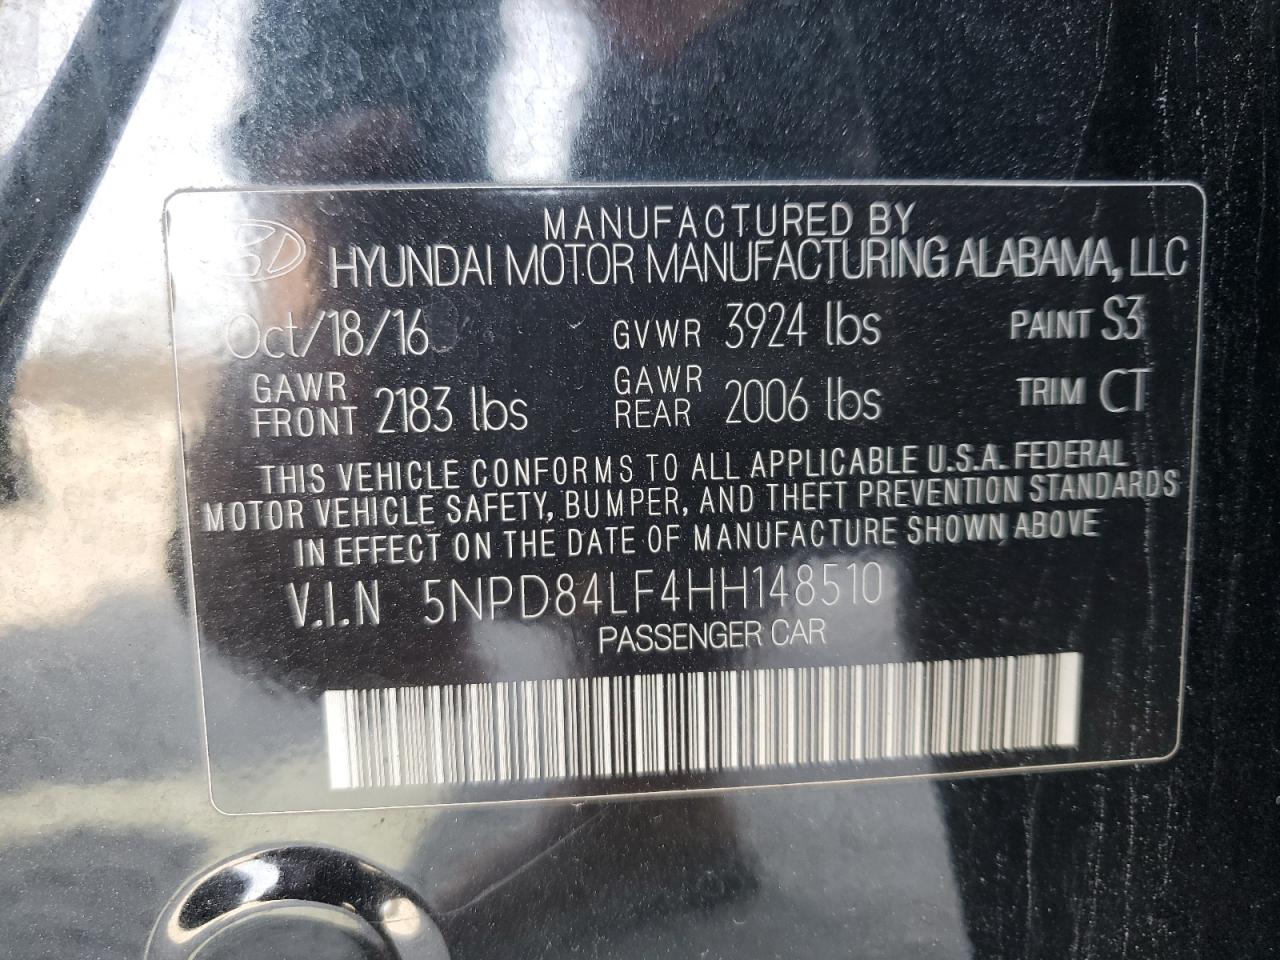 MANUFACTURED BY
HYUNDAI MOTOR MANUFACTURING ALABAMA, LLC
Oct/18/16 GVWR 3924 lbs PAINT S3
GAWR FRONT 2183 lbs GAWR REAR 2006 lbs TRIM CT
THIS VEHICLE CONFORMS TO ALL APPLICABLE U.S.A. FEDERAL
MOTOR VEHICLE SAFETY, BUMPER, AND THEFT PREVENTION STANDARDS
IN EFFECT ON THE DATE OF MANUFACTURE SHOWN ABOVE
V.I.N 5NPD84LF4HH148510
PASSENGER CAR